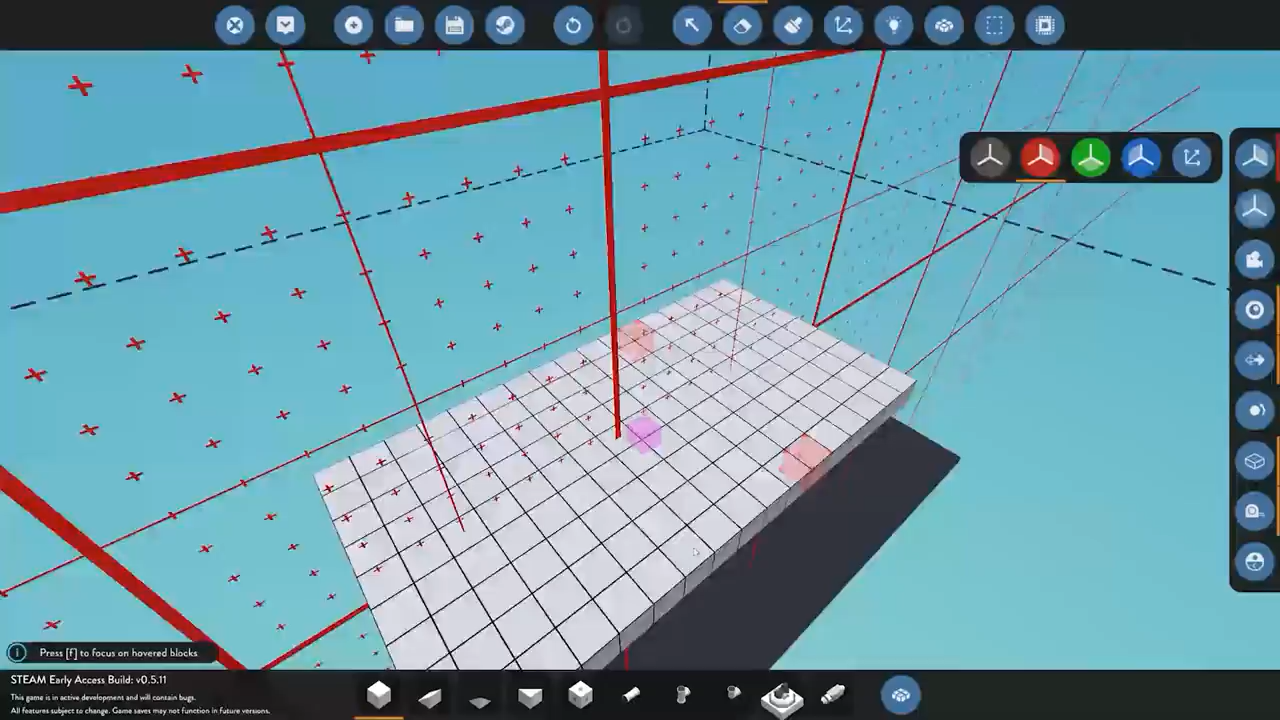 Press [f] to focus on hovered blocks
STEAM Early Access Build: v0.5.11
This game is in active development and will contain bugs.
All features subject to change. Game saves may not function in future versions.